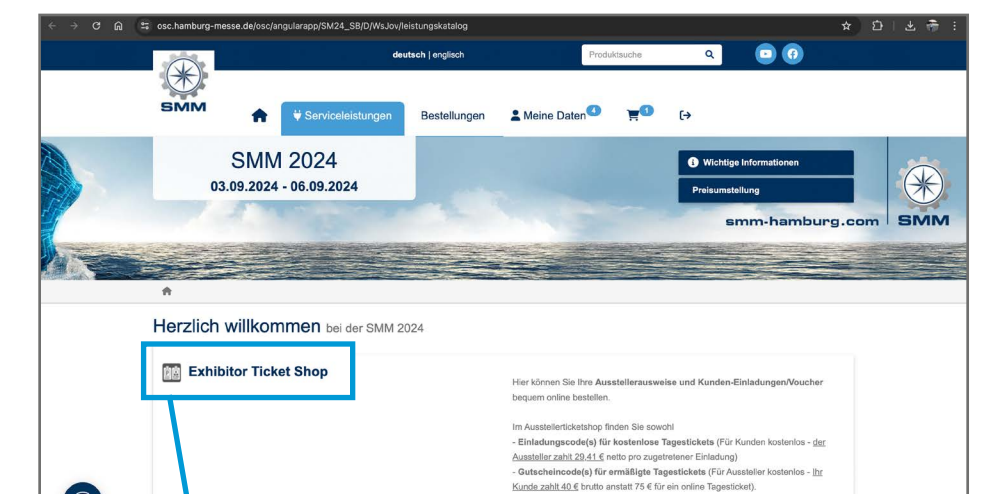 osc.hamburg-messe.de/osc/angularapp/SM24_SB/D/WsJov/leistungskatalog
deutsch | englisch
Produktsuche
SMM
Serviceleistungen
Bestellungen
Meine Daten 4
1
SMM 2024
03.09.2024 - 06.09.2024
Wichtige Informationen
Preisumstellung
smm-hamburg.com
SMM
Herzlich willkommen bei der SMM 2024
Exhibitor Ticket Shop
Hier können Sie Ihre Ausstellerausweise und Kunden-Einladungen/Voucher
bequem online bestellen.
Im Ausstellerticketshop finden Sie sowohl
- Einladungscode(s) für kostenlose Tagestickets (Für Kunden kostenlos - der
Aussteller zahlt 29.41 € netto pro zugetretener Einladung)
- Gutscheincode(s) für ermäßigte Tagestickets (Für Aussteller kostenlos - Ihr
Kunde zahlt 40 € brutto anstatt 75 € für ein online Tagesticket).